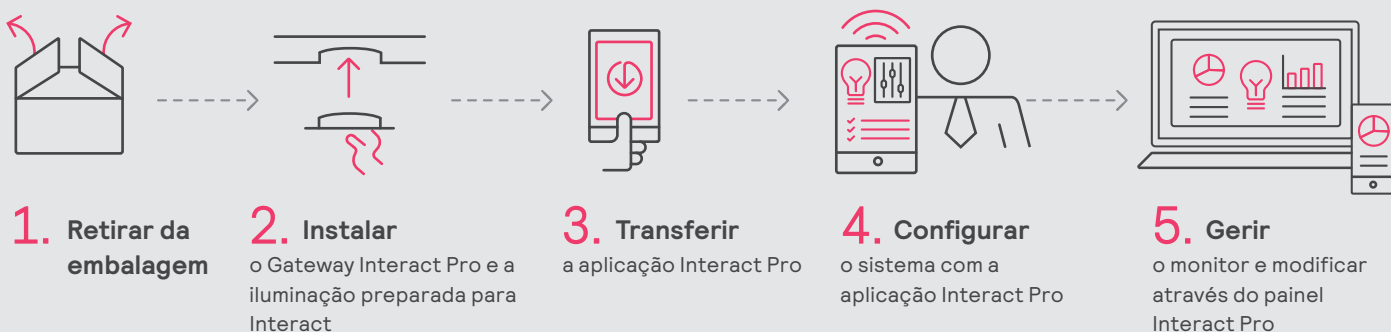 1. Retirar da
embalagem
2. Instalar
o Gateway Interact Pro e a
iluminação preparada para
Interact
3. Transferir
a aplicação Interact Pro
4. Configurar
o sistema com a
aplicação Interact Pro
5. Gerir
o monitor e modificar
através do painel
Interact Pro